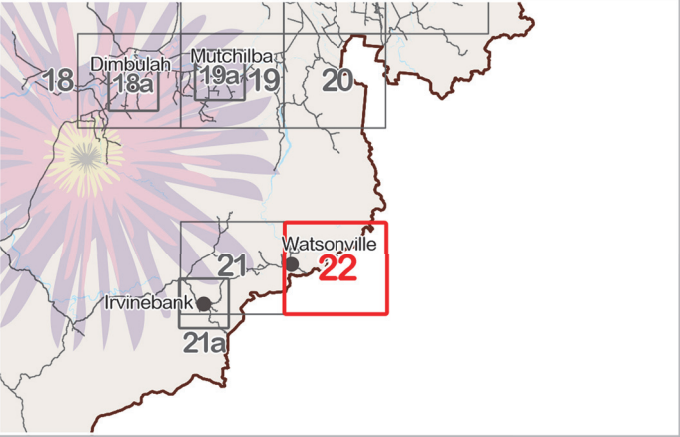 Dimbulah
Mutchilba
18
18a
19a
19
20
Watsonville
21
22
Irvinebank
21a